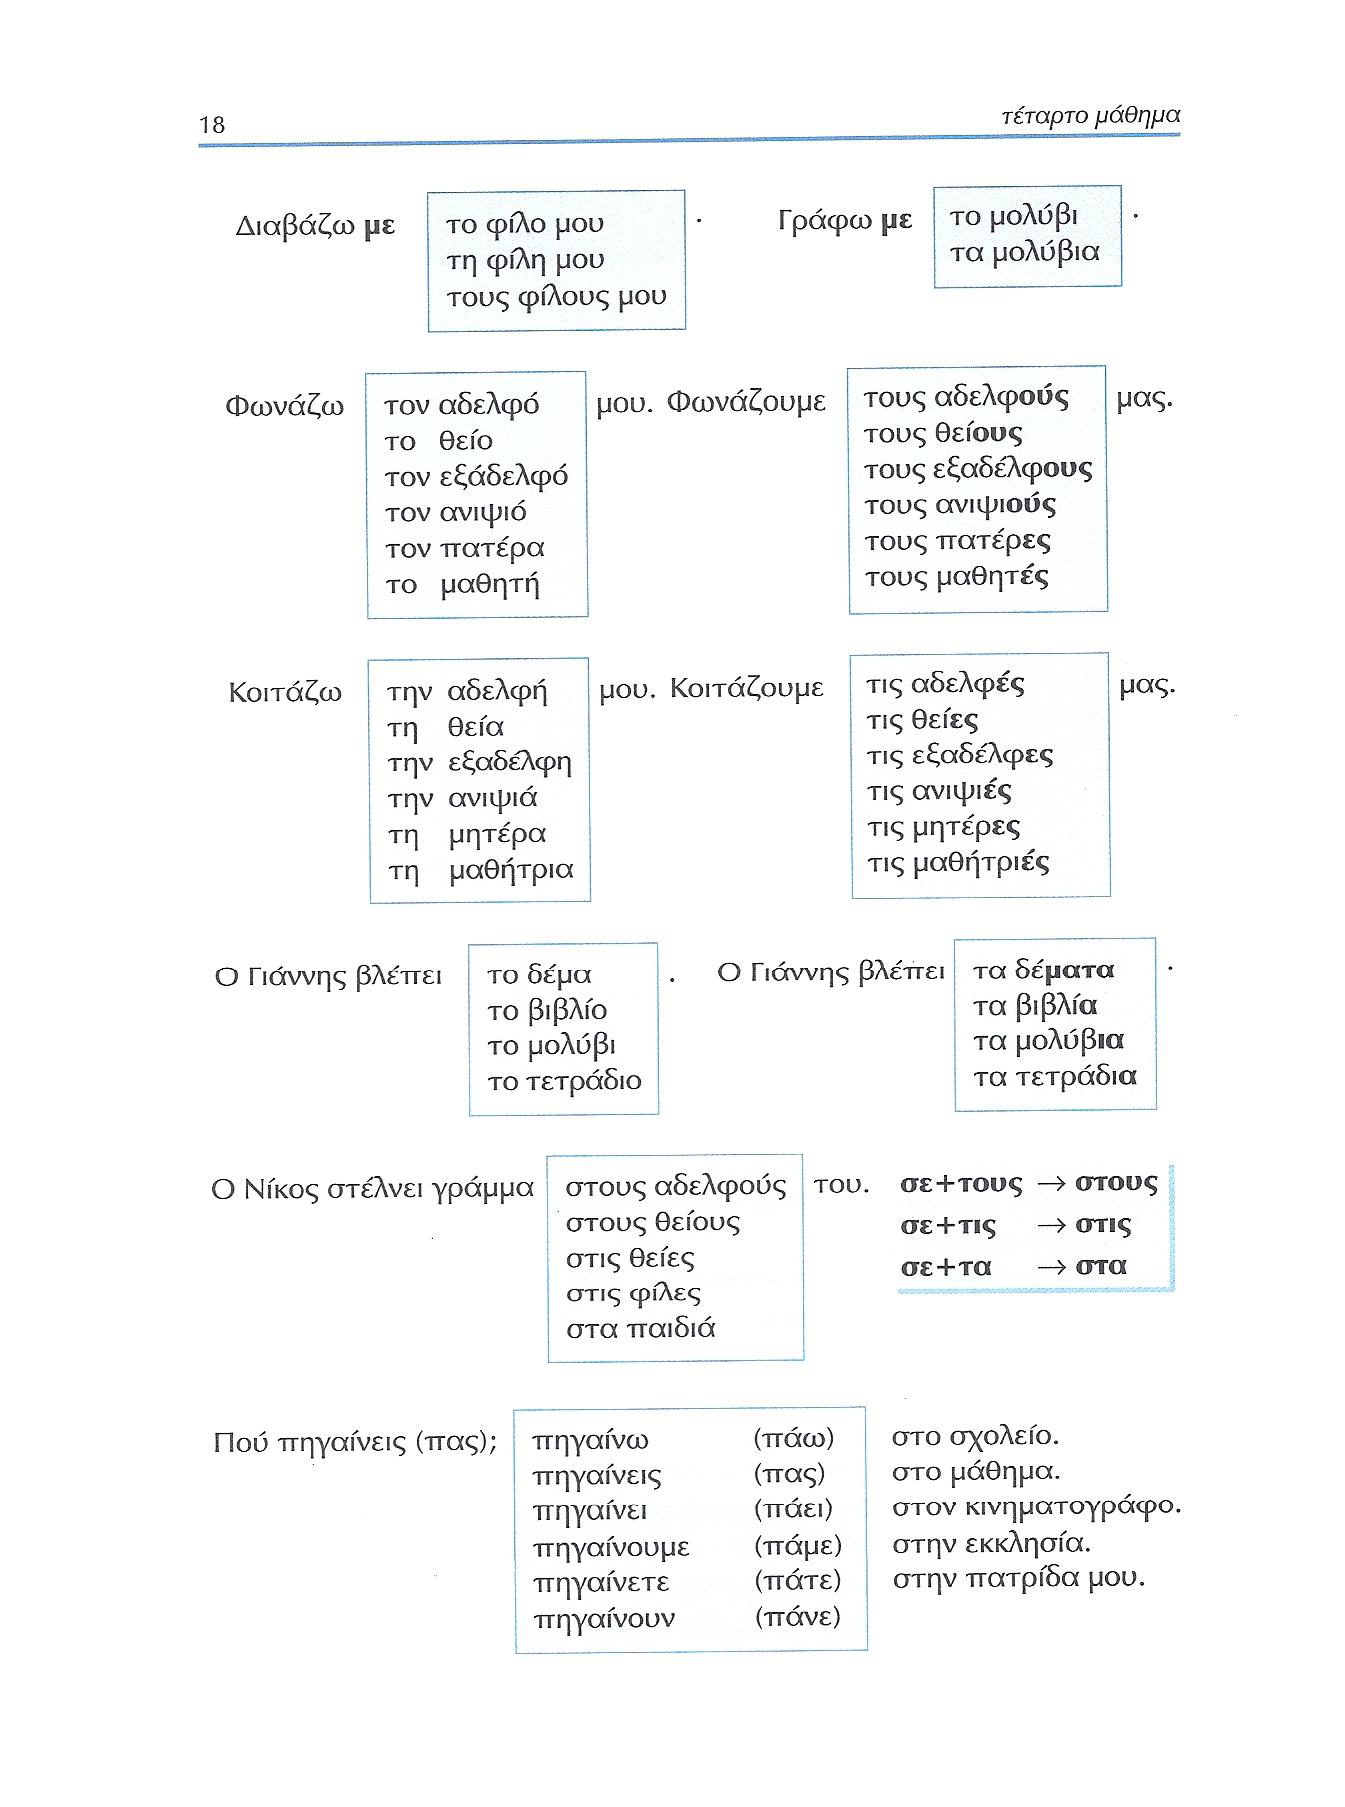 18 τέταρτο μάθημα
Διαβάζω με το φίλο μου . Γράφω με το μολύβι .
τη φίλη μου τα μολύβια
τους φίλους μου
Φωνάζω τον αδελφό μου. Φωνάζουμε τους αδελφούς μας.
το θείο τους θείους
τον εξάδελφό τους εξαδέλφους
τον ανιψιό τους ανιψιούς
τον πατέρα τους πατέρες
το μαθητή τους μαθητές
Κοιτάζω την αδελφή μου. Κοιτάζουμε τις αδελφές μας.
τη θεία τις θείες
την εξαδέλφη τις εξαδέλφες
την ανιψιά τις ανιψιές
τη μητέρα τις μητέρες
τη μαθήτρια τις μαθήτριές
Ο Γιάννης βλέπει το δέμα . Ο Γιάννης βλέπει τα δέματα .
το βιβλίο τα βιβλία
το μολύβι τα μολύβια
το τετράδιο τα τετράδια
Ο Νίκος στέλνει γράμμα στους αδελφούς του. σε+τους → στους
στους θείους σε+τις → στις
στις θείες σε+τα → στα
στις φίλες
στα παιδιά
Πού πηγαίνεις (πας); πηγαίνω (πάω) στο σχολείο.
πηγαίνεις (πας) στο μάθημα.
πηγαίνει (πάει) στον κινηματογράφο.
πηγαίνουμε (πάμε) στην εκκλησία.
πηγαίνετε (πάτε) στην πατρίδα μου.
πηγαίνουν (πάνε)